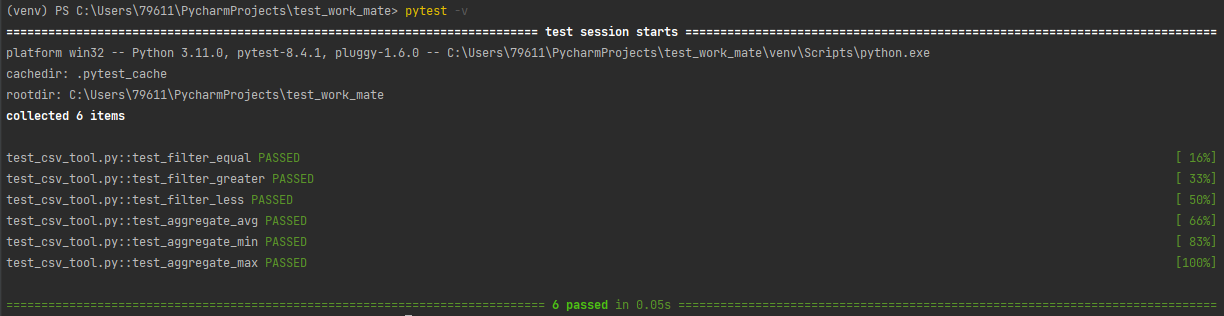 (venv) PS C:\Users\79611\PycharmProjects\test_work_mate> pytest -v
============================================================================ test session starts ============================================================================
platform win32 -- Python 3.11.0, pytest-8.4.1, pluggy-1.6.0 -- C:\Users\79611\PycharmProjects\test_work_mate\venv\Scripts\python.exe
cachedir: .pytest_cache
rootdir: C:\Users\79611\PycharmProjects\test_work_mate
collected 6 items
test_csv_tool.py::test_filter_equal PASSED [ 16%]
test_csv_tool.py::test_filter_greater PASSED [ 33%]
test_csv_tool.py::test_filter_less PASSED [ 50%]
test_csv_tool.py::test_aggregate_avg PASSED [ 66%]
test_csv_tool.py::test_aggregate_min PASSED [ 83%]
test_csv_tool.py::test_aggregate_max PASSED [100%]
============================================================================= 6 passed in 0.05s =============================================================================